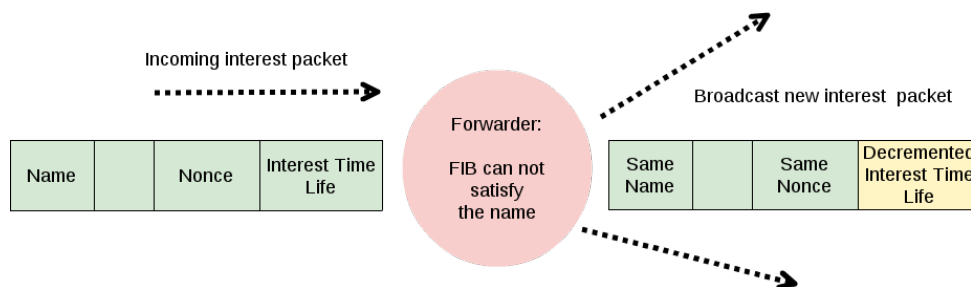 Incoming interest packet
Broadcast new interest  packet
Forwarder:
FIB can not
satisfy
the name
Name
Nonce
Interest Time
Life
Same
Name
Same
Nonce
Decremented
Interest Time
Life